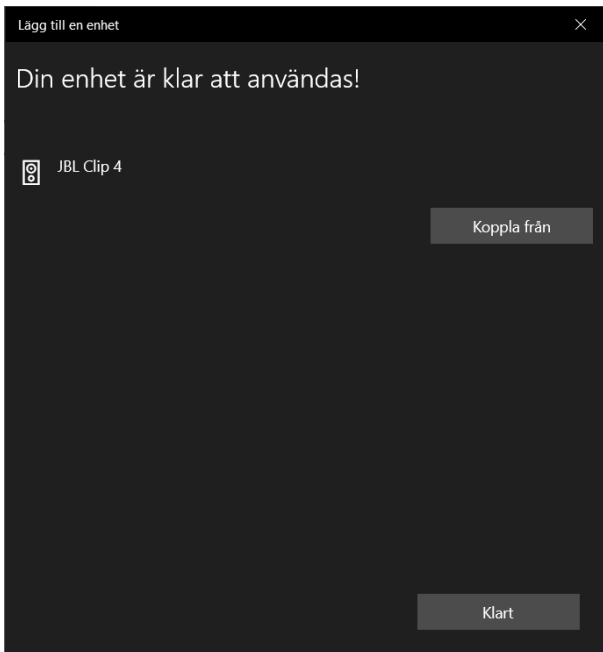 Lägg till en enhet
Din enhet är klar att användas!
JBL Clip 4
Koppla från
Klart